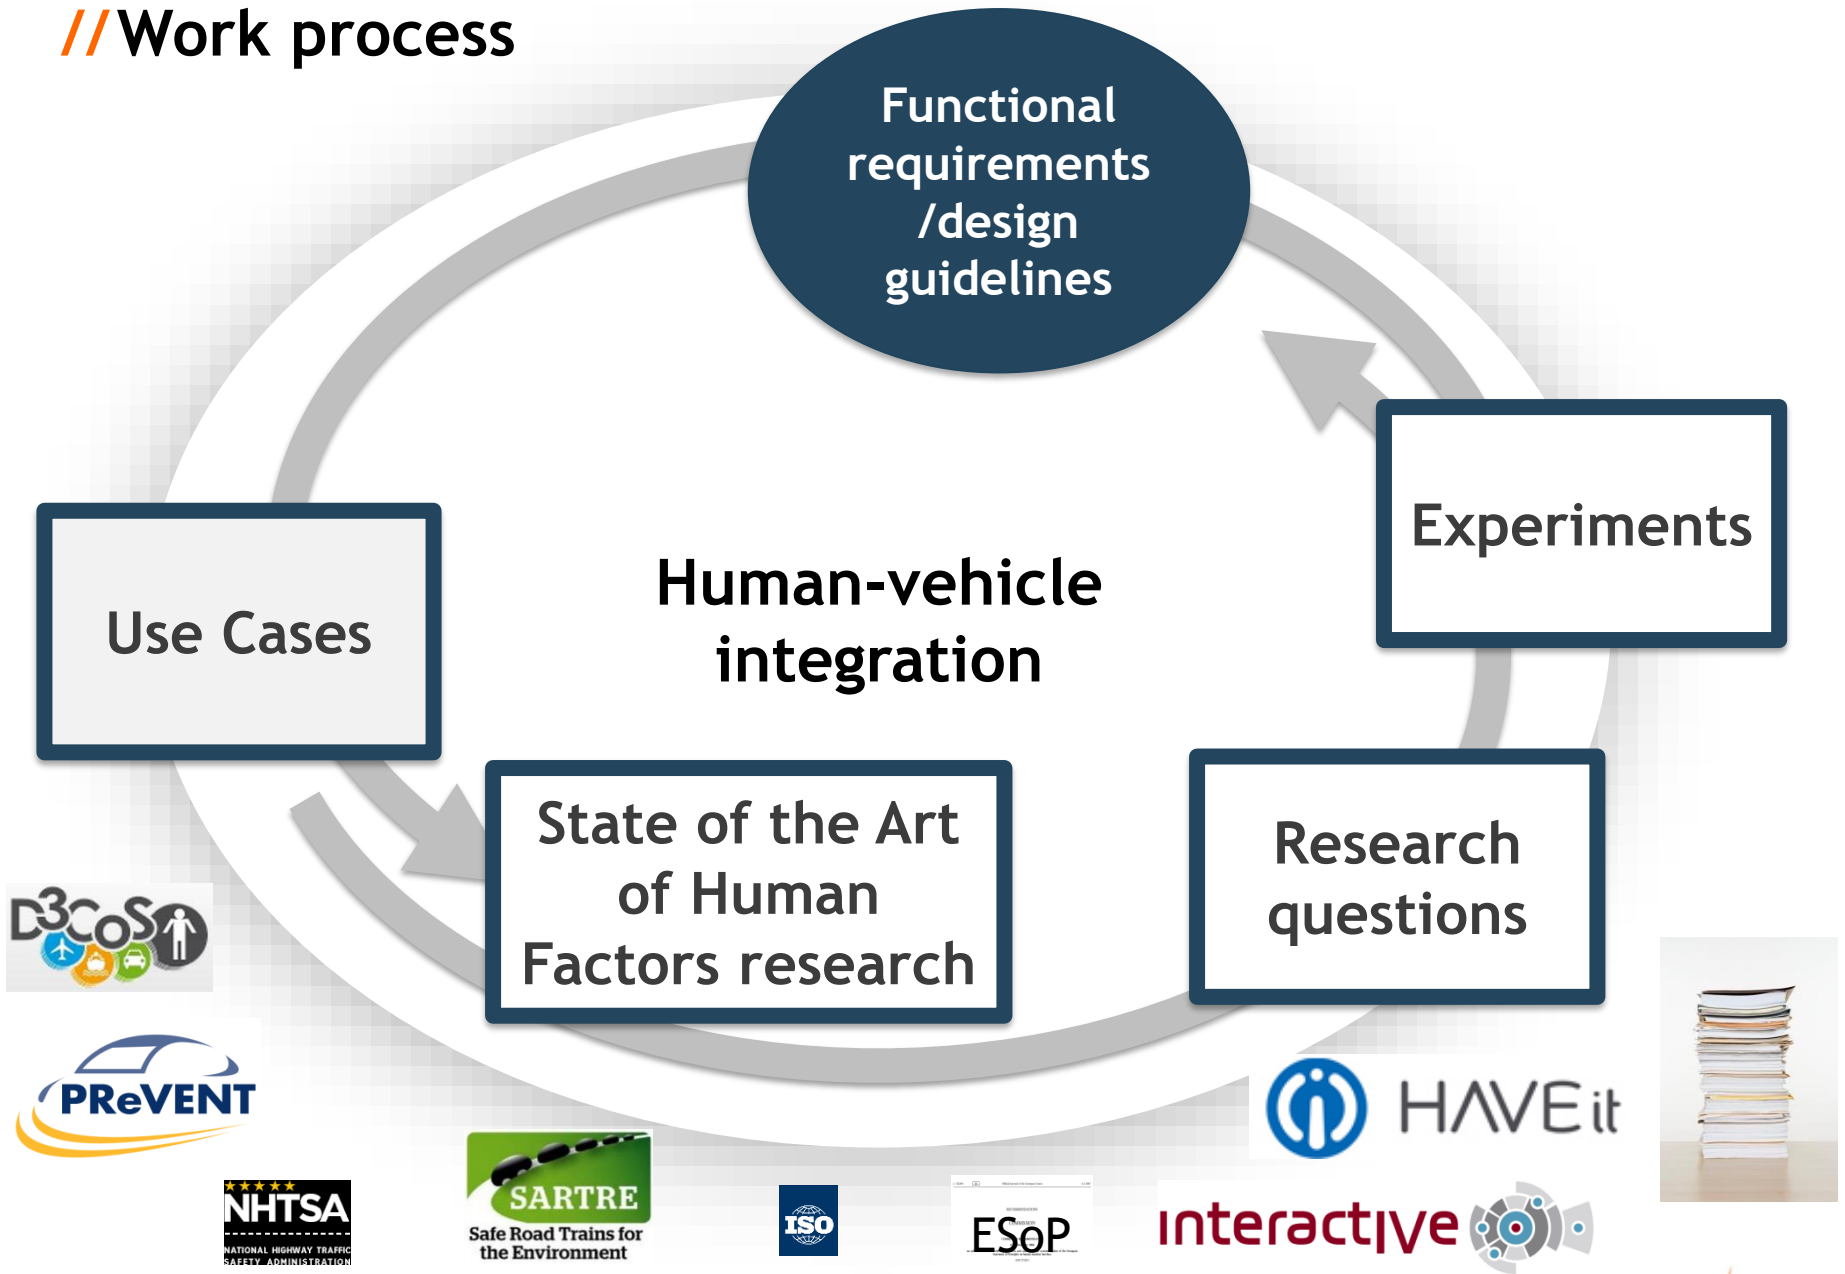 //Work process
Functional
requirements
/design
guidelines
Experiments
Human-vehicle
integration
Use Cases
State of the Art
of Human
Factors research
Research
questions
D3CoS
PReVENT
HAVEit
NHTSA
NATIONAL HIGHWAY TRAFFIC
SAFETY ADMINISTRATION
SARTRE
Safe Road Trains for
the Environment
ISO
ESoP
interactIve